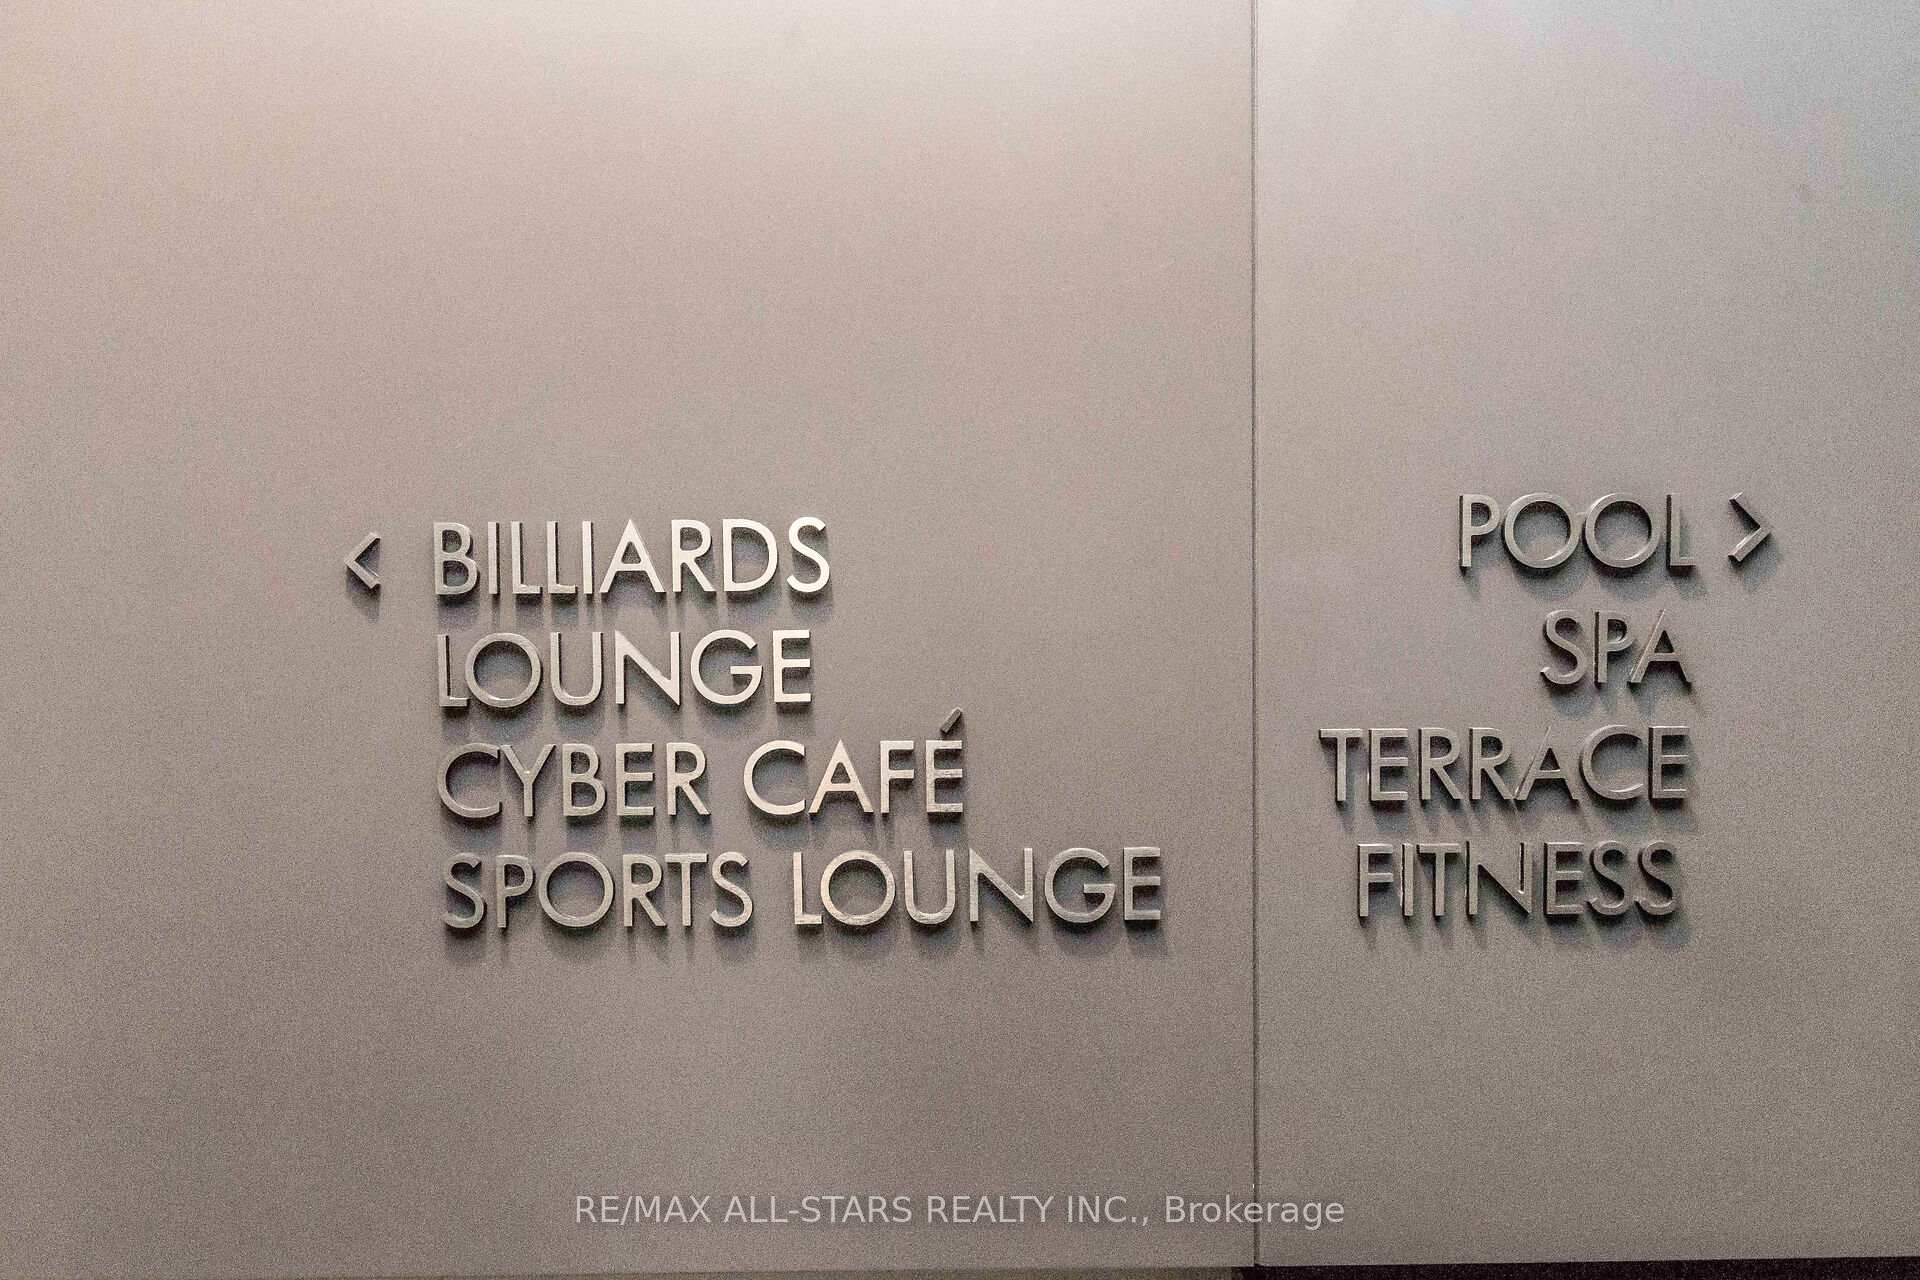 < BILLIARDS
LOUNGE
CYBER CAFÉ
SPORTS LOUNGE
POOL >
SPA
TERRACE
FITNESS
RE/MAX ALL-STARS REALTY INC., Brokerage